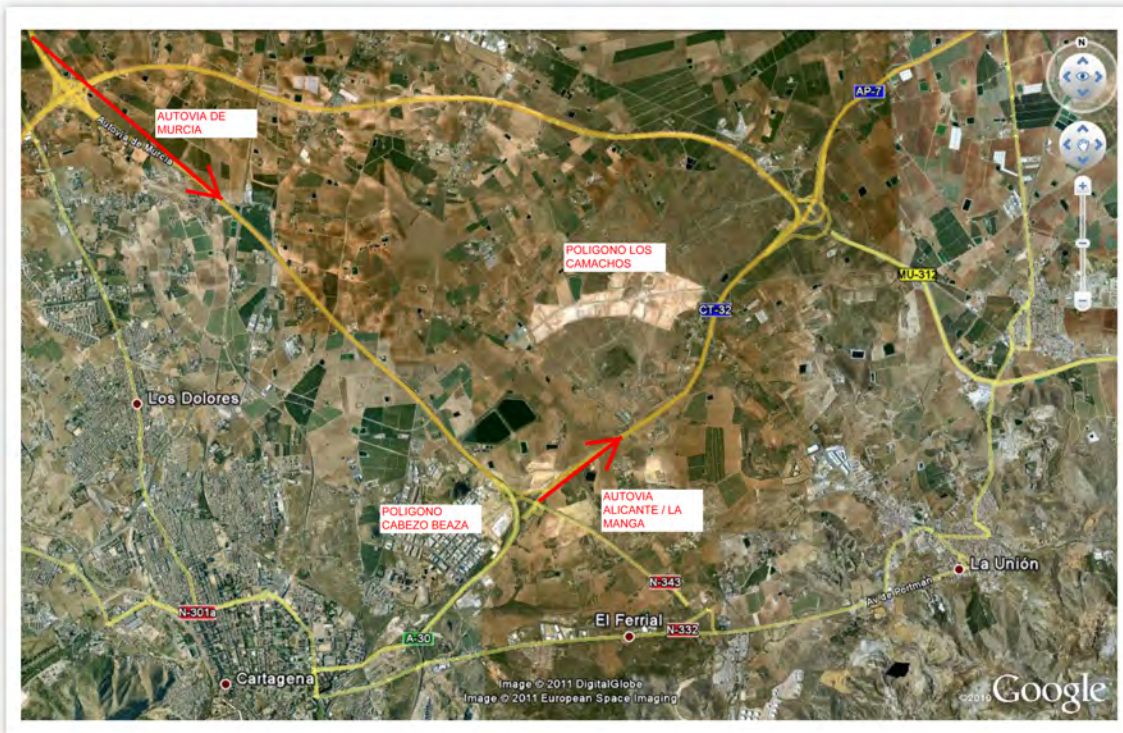 N
AP-7
AUTOVIA DE
MURCIA
Autovia de Murcia
POLIGONO LOS
CAMACHOS
MU-312
CT-32
Los Dolores
POLIGONO
CABEZO BEAZA
AUTOVIA
ALICANTE / LA
MANGA
La Unión
N-343
Av de Portman
N-301a
El Ferrial
N-332
A-30
Cartagena
Image © 2011 DigitalGlobe
Image © 2011 European Space Imaging
©2010 Google